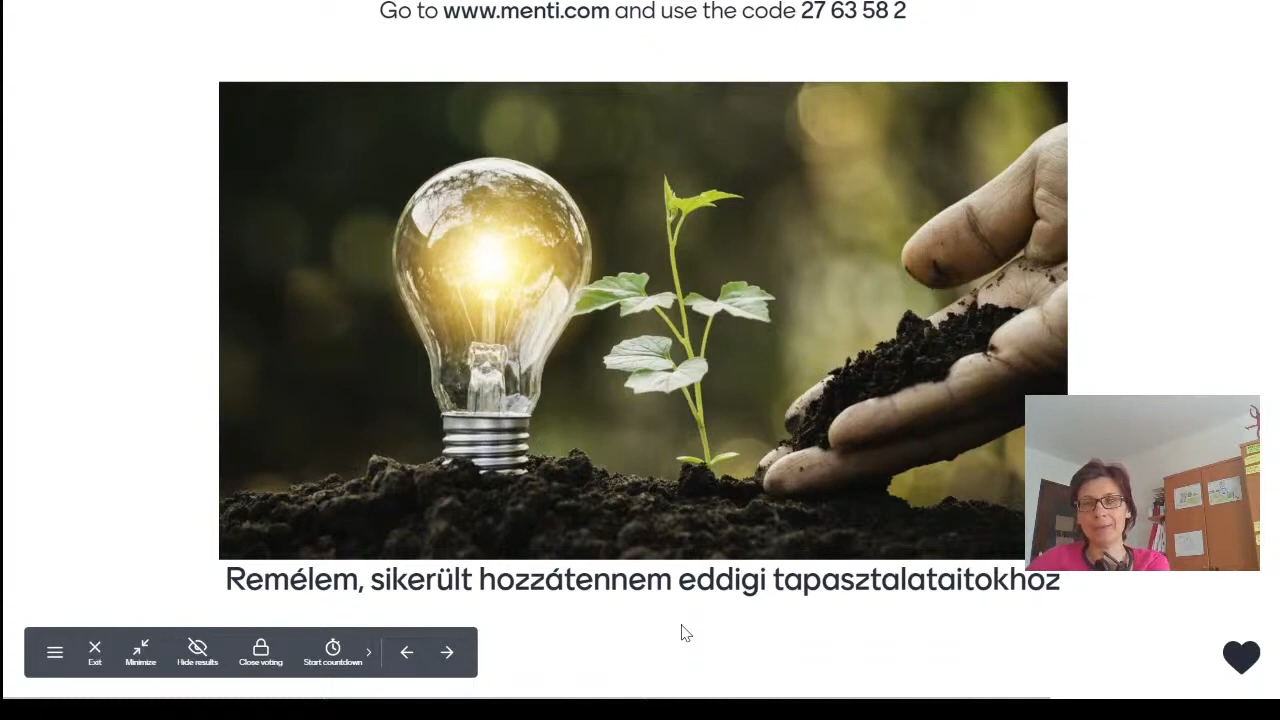 Go to www.menti.com and use the code 27 63 58 2
Remélem, sikerült hozzátennem eddigi tapasztalataitokhoz
Exit
Minimize
Hide results
Close voting
Start countdown